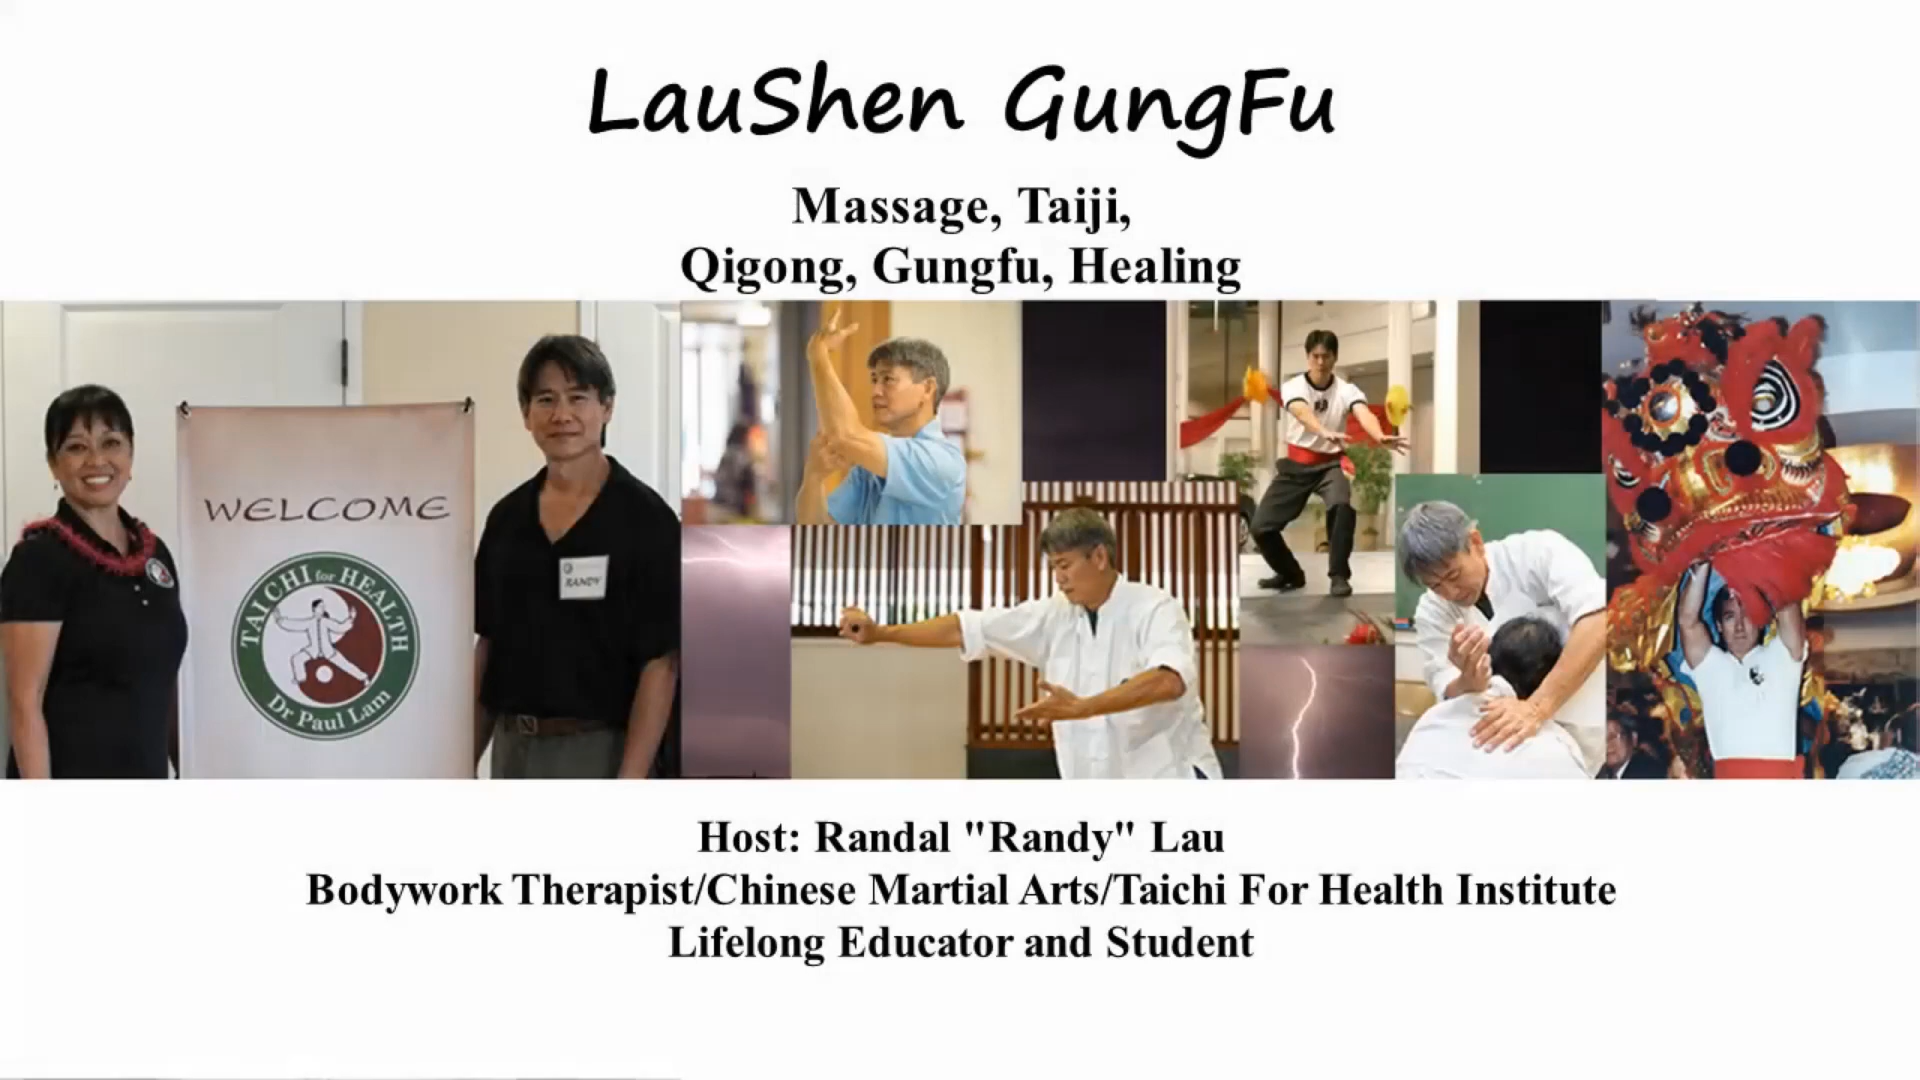 LauShen GungFu
Massage, Taiji,
Qigong, Gungfu, Healing
WELCOME
TAI CHI for HEALTH
Dr Paul Lam
RANDY
Host: Randal "Randy" Lau
Bodywork Therapist/Chinese Martial Arts/Taichi For Health Institute
Lifelong Educator and Student